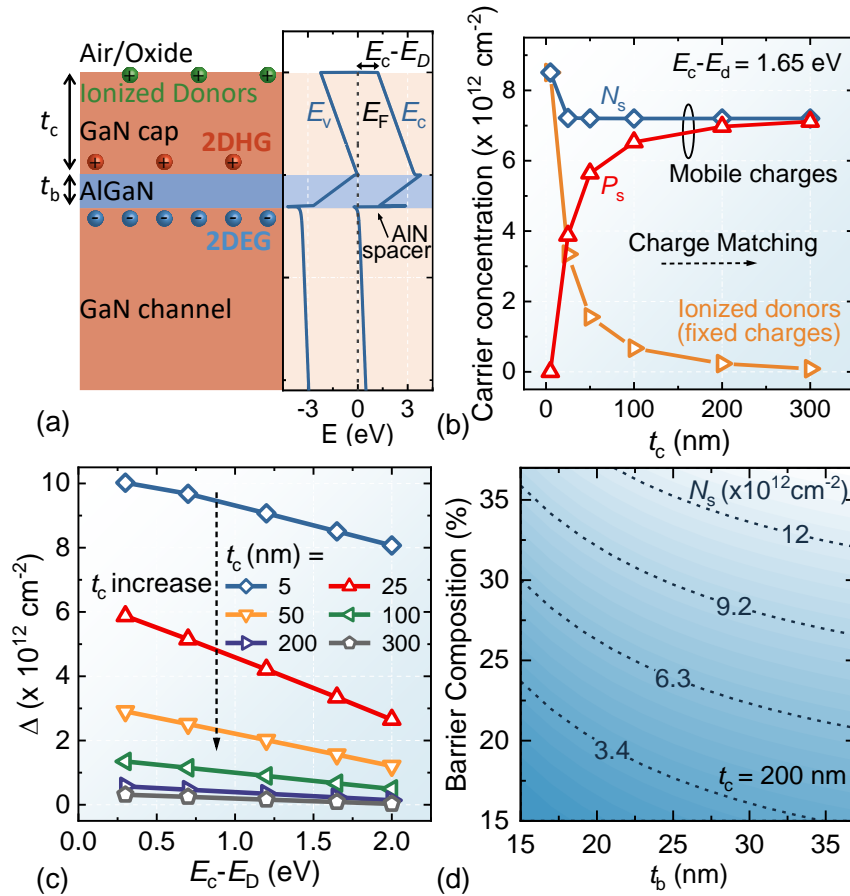 Air/Oxide
Ionized Donors
t_c
GaN cap
2DHG
t_b
AlGaN
2DEG
GaN channel
E_c-E_D
E_v
E_F
E_c
AlN
spacer
-3 0 3
E (eV)
(a)
Carrier concentration (x 10^12 cm^-2)
8
6
4
2
0
E_c-E_d = 1.65 eV
N_s
P_s
Mobile charges
Charge Matching
Ionized donors
(fixed charges)
0 100 200 300
t_c (nm)
(b)
Δ (x 10^12 cm^-2)
10
8
6
4
2
0
t_c (nm) =
t_c increase
5 25
50 100
200 300
0.0 0.5 1.0 1.5 2.0
E_c-E_D (eV)
(c)
Barrier Composition (%)
35
30
25
20
15
N_s (x10^12cm^-2)
12
9.2
6.3
3.4
t_c = 200 nm
15 20 25 30 35
t_b (nm)
(d)